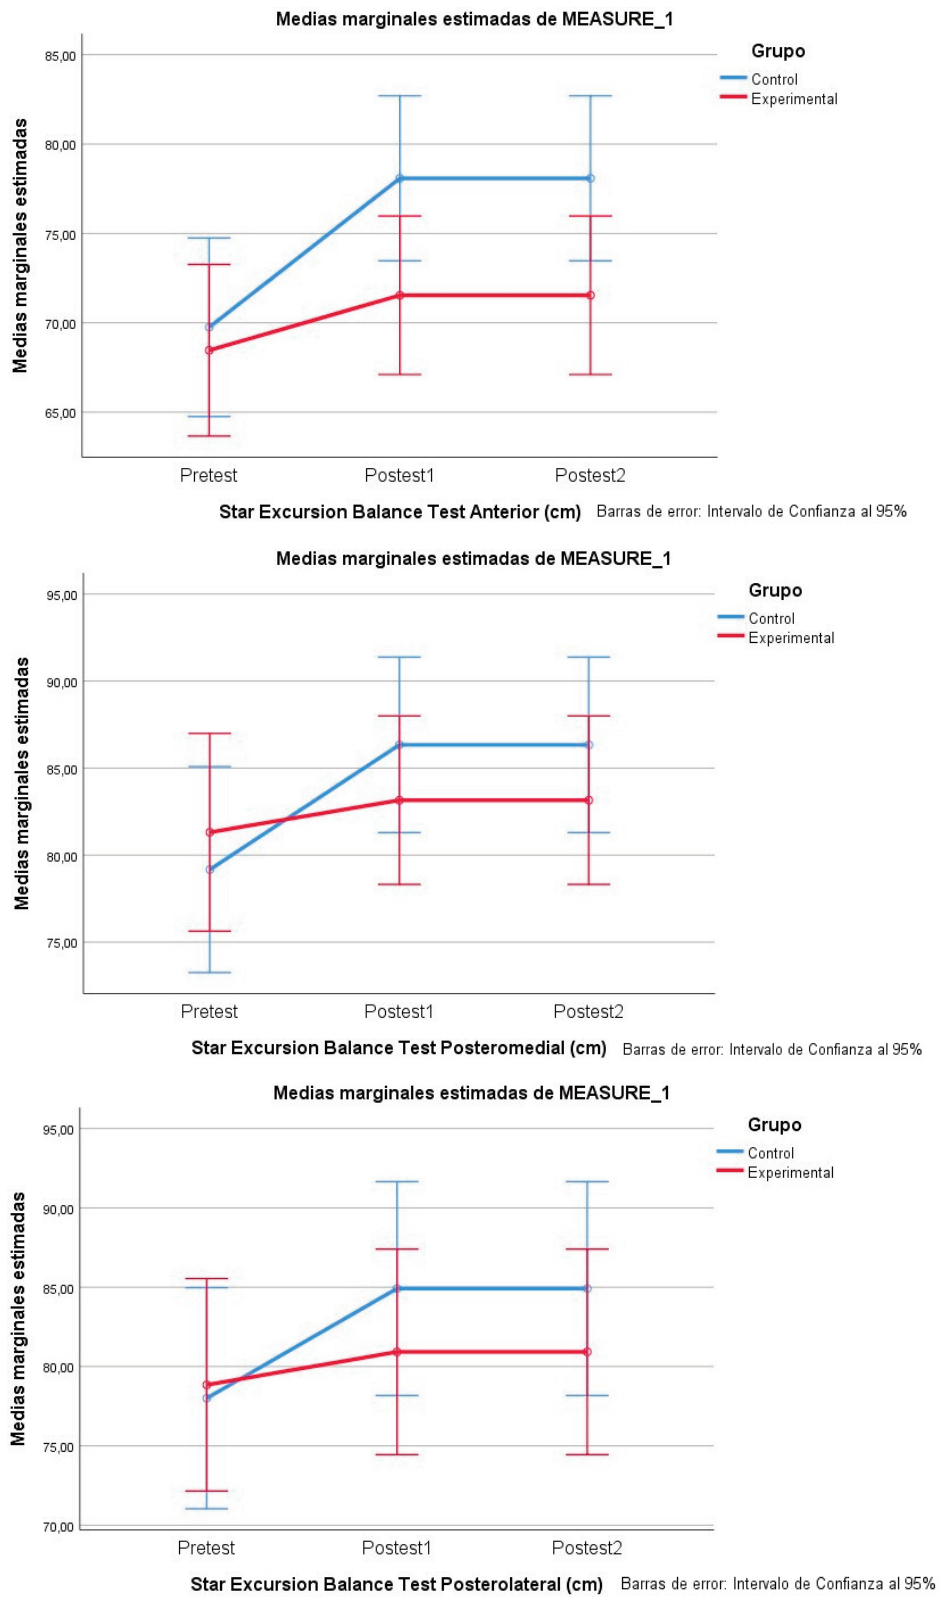 Medias marginales estimadas de MEASURE_1
Grupo
Control
Experimental
Medias marginales estimadas
85,00
80,00
75,00
70,00
65,00
Pretest Postest1 Postest2
Star Excursion Balance Test Anterior (cm) Barras de error: Intervalo de Confianza al 95%
Medias marginales estimadas de MEASURE_1
Grupo
Control
Experimental
Medias marginales estimadas
95,00
90,00
85,00
80,00
75,00
Pretest Postest1 Postest2
Star Excursion Balance Test Posteromedial (cm) Barras de error: Intervalo de Confianza al 95%
Medias marginales estimadas de MEASURE_1
Grupo
Control
Experimental
Medias marginales estimadas
95,00
90,00
85,00
80,00
75,00
70,00
Pretest Postest1 Postest2
Star Excursion Balance Test Posterolateral (cm) Barras de error: Intervalo de Confianza al 95%